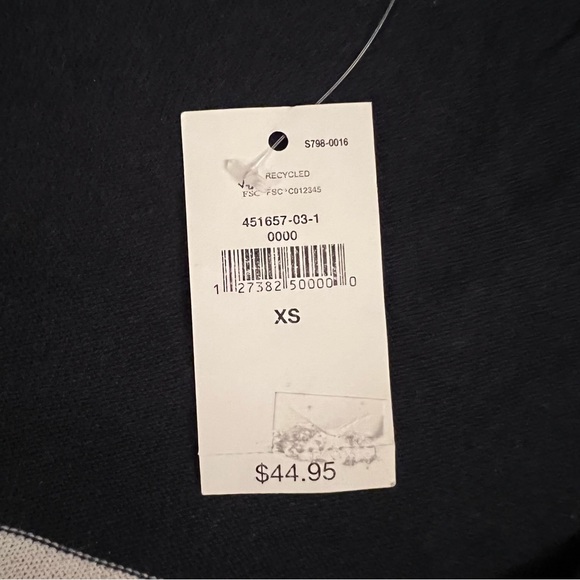 S798-0016
RECYCLED
FSC FSC®C012345
451657-03-1
0000
1 27382 50000 0
XS
$44.95